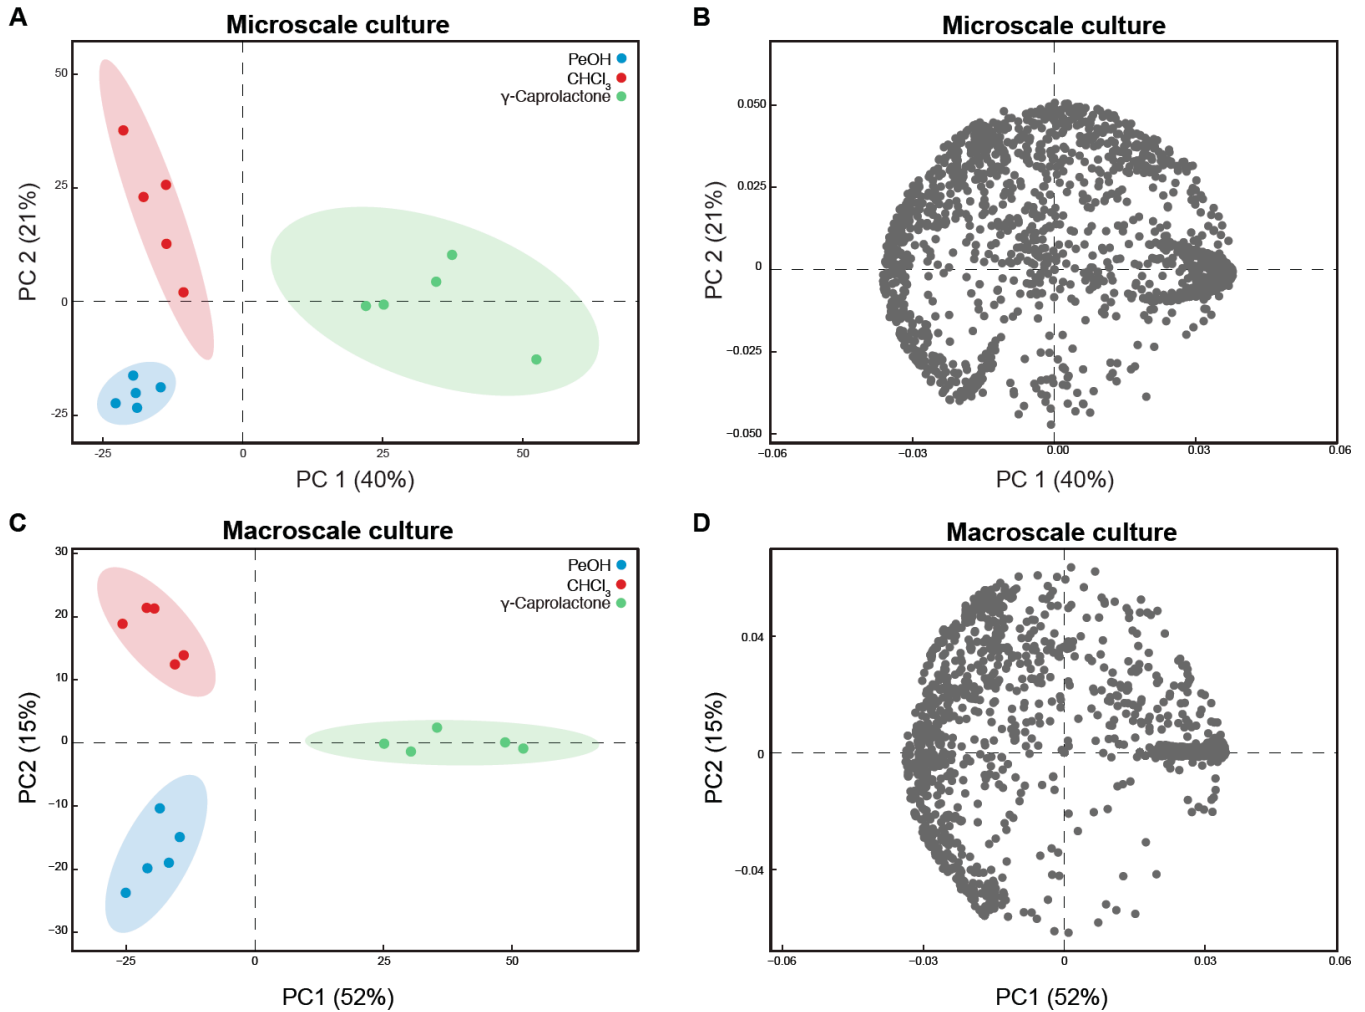 A
Microscale culture
PeOH
CHCl₃
γ-Caprolactone
50
25
0
-25
PC 2 (21%)
-25
0
25
50
PC 1 (40%)
B
Microscale culture
0.050
0.025
0
−0.025
−0.050
PC 2 (21%)
−0.06
−0.03
0.00
0.03
0.06
PC 1 (40%)
C
Macroscale culture
PeOH
CHCl₃
γ-Caprolactone
30
20
10
0
−10
−20
−30
PC2 (15%)
−25
0
25
50
PC1 (52%)
D
Macroscale culture
0.04
0
−0.04
PC2 (15%)
−0.06
−0.03
0
0.03
0.06
PC1 (52%)